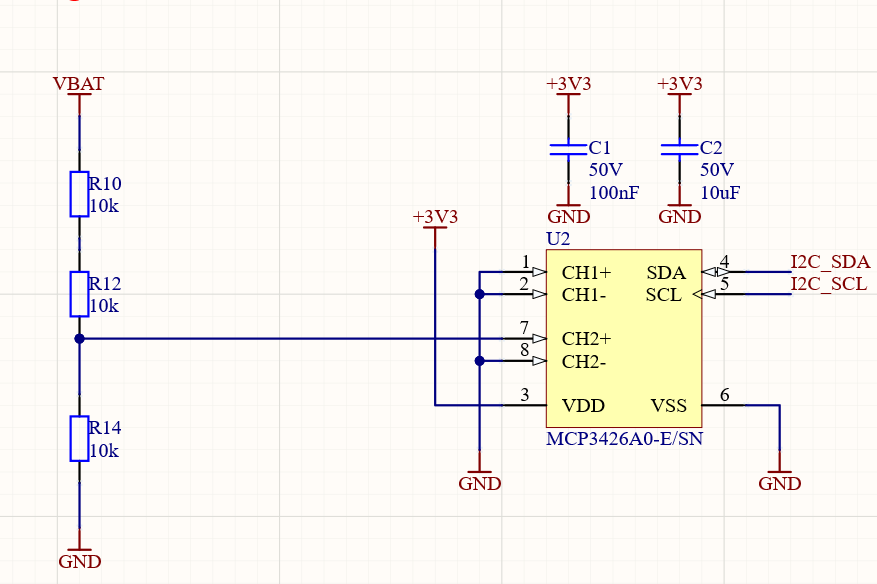 VBAT
R10
10k
R12
10k
R14
10k
GND
+3V3
+3V3
C1
50V
100nF
GND
C2
50V
10uF
GND
+3V3
U2
1 CH1+
2 CH1-
7 CH2+
8 CH2-
3 VDD
SDA 4 I2C_SDA
SCL 5 I2C_SCL
VSS 6
MCP3426A0-E/SN
GND
GND